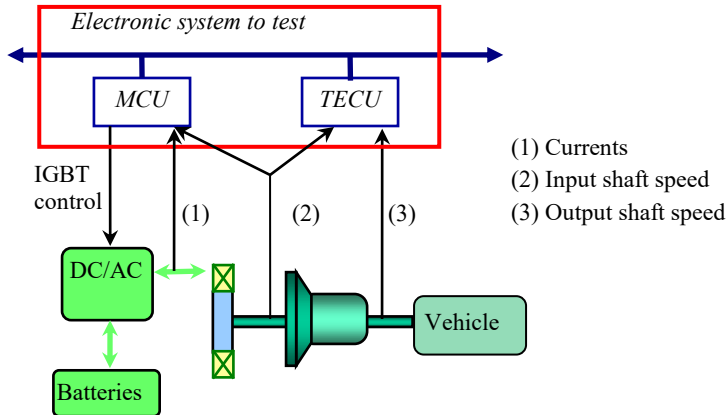 Electronic system to test
MCU
TECU
IGBT
control
(1)
(2)
(3)
(1) Currents
(2) Input shaft speed
(3) Output shaft speed
DC/AC
Vehicle
Batteries